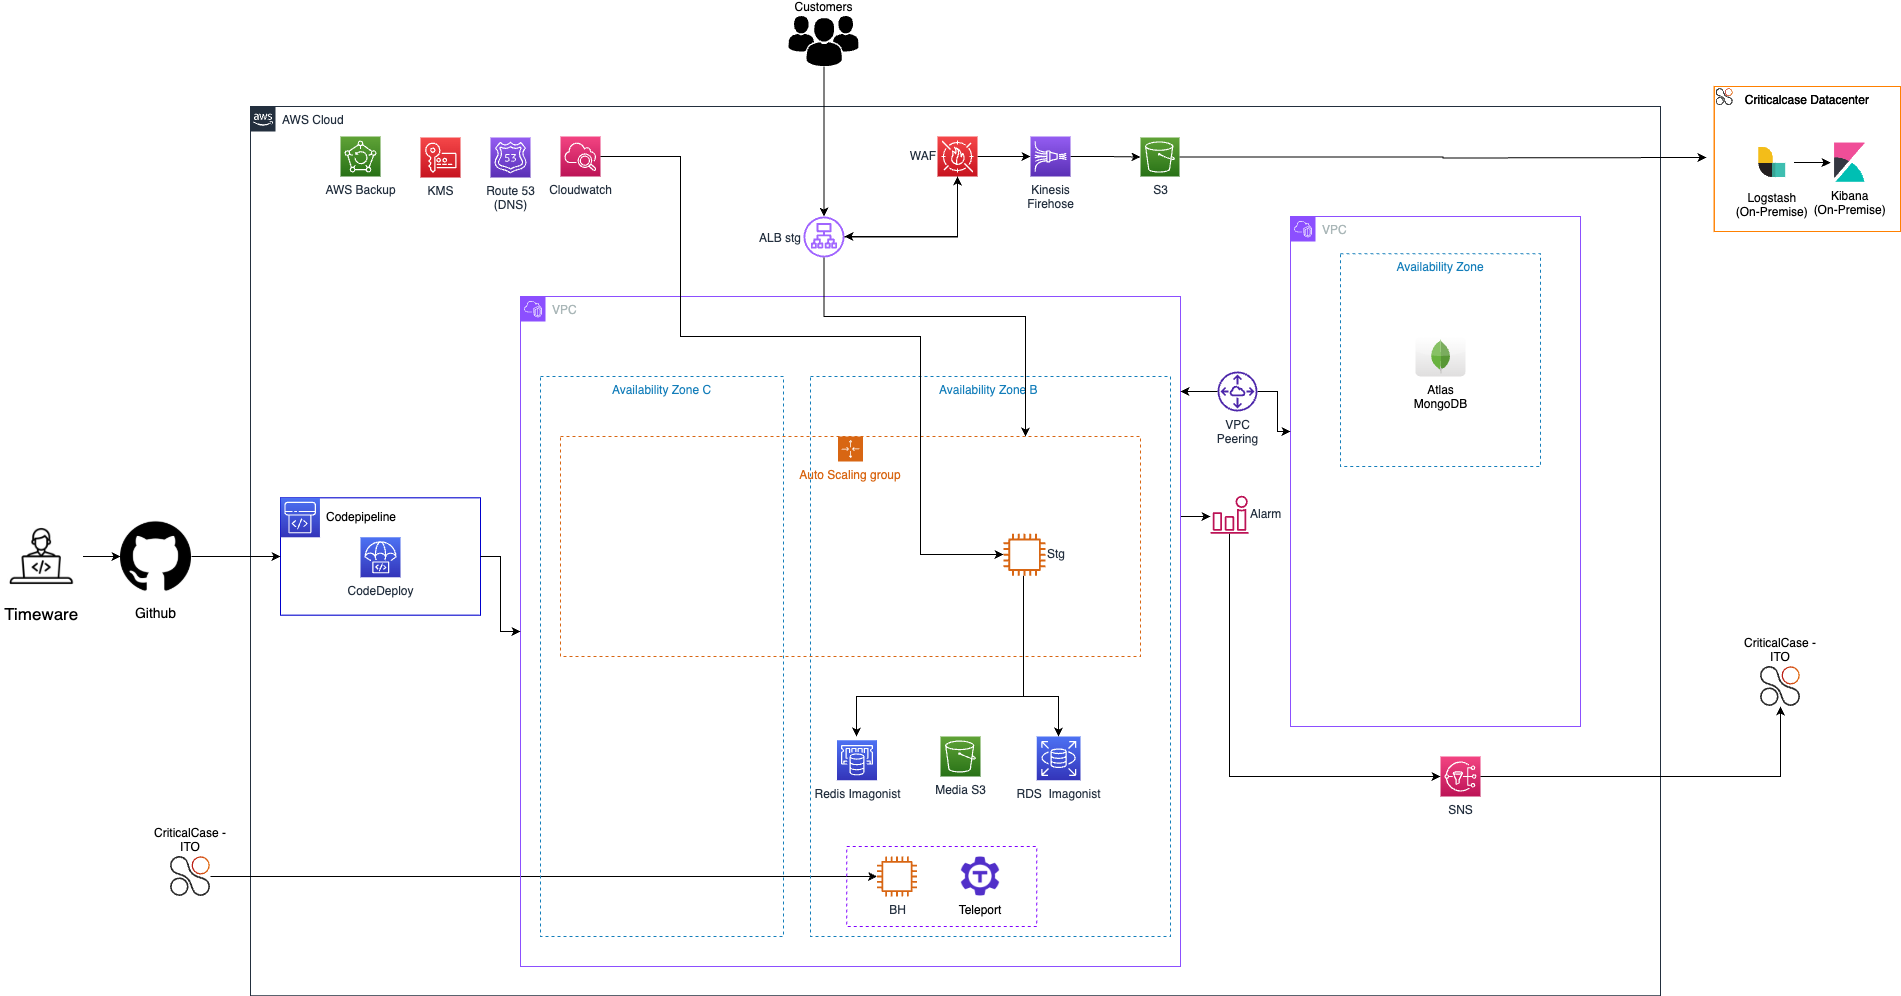 Customers
Criticalcase Datacenter
Logstash
(On-Premise)
Kibana
(On-Premise)
aws
AWS Cloud
AWS Backup
KMS
53
Route 53
(DNS)
Cloudwatch
WAF
Kinesis
Firehose
S3
ALB stg
VPC
Availability Zone
Atlas
MongoDB
VPC
Availability Zone C
Availability Zone B
Auto Scaling group
VPC
Peering
Alarm
Stg
Codepipeline
CodeDeploy
Timeware
Github
CriticalCase -
ITO
Redis Imagonist
Media S3
RDS  Imagonist
SNS
CriticalCase -
ITO
BH
T
Teleport